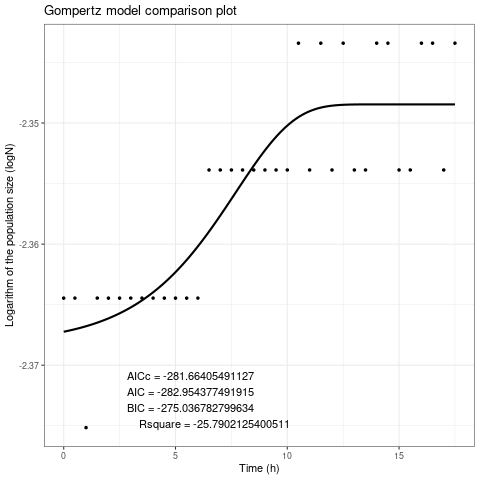 Gompertz model comparison plot
Logarithm of the population size (logN)
-2.35
-2.36
-2.37
AICc = -281.66405491127
AIC = -282.954377491915
BIC = -275.036782799634
Rsquare = -25.7902125400511
0 5 10 15
Time (h)